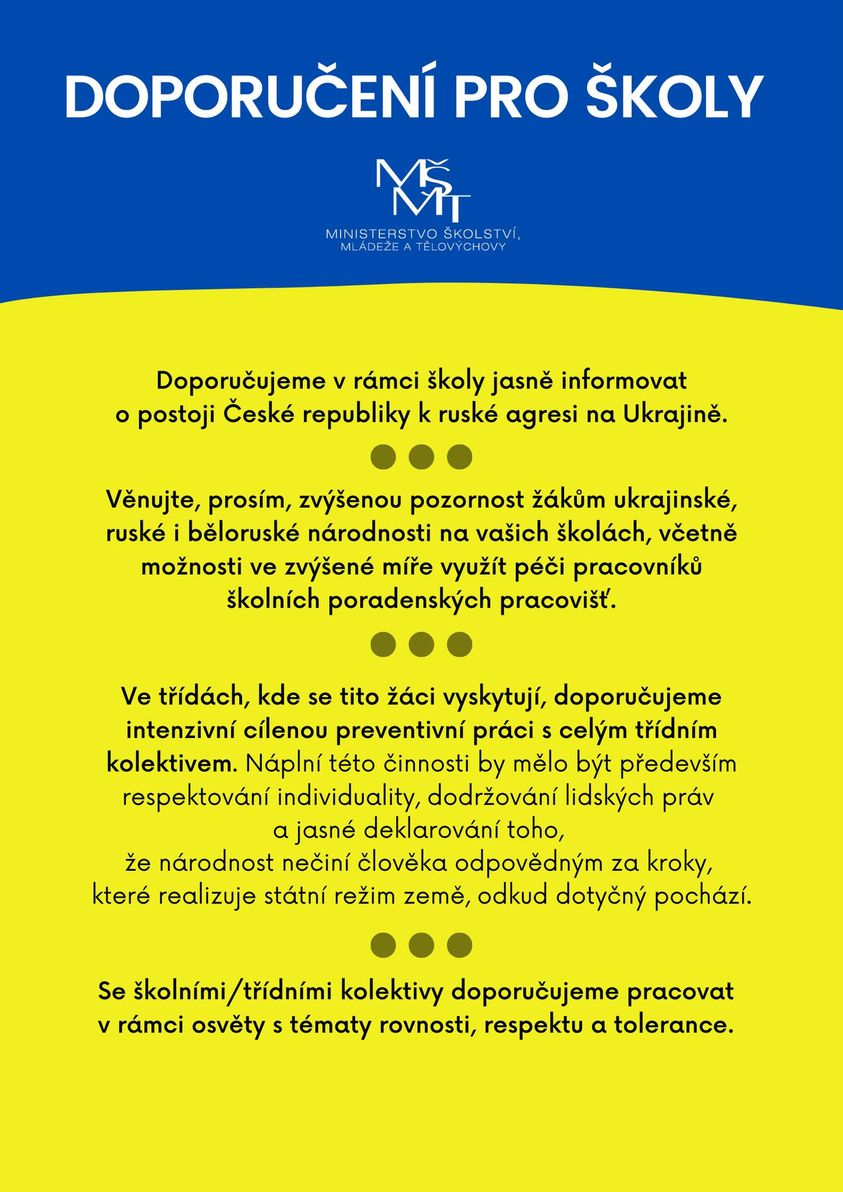 DOPORUČENÍ PRO ŠKOLY
MŠMT
MINISTERSTVO ŠKOLSTVÍ,
MLÁDEŽE A TĚLOVÝCHOVY
Doporučujeme v rámci školy jasně informovat
o postoji České republiky k ruské agresi na Ukrajině.
Věnujte, prosím, zvýšenou pozornost žákům ukrajinské,
ruské i běloruské národnosti na vašich školách, včetně
možnosti ve zvýšené míře využít péči pracovníků
školních poradenských pracovišť.
Ve třídách, kde se tito žáci vyskytují, doporučujeme
intenzivní cílenou preventivní práci s celým třídním
kolektivem. Náplní této činnosti by mělo být především
respektování individuality, dodržování lidských práv
a jasné deklarování toho,
že národnost nečiní člověka odpovědným za kroky,
které realizuje státní režim země, odkud dotyčný pochází.
Se školními/třídními kolektivy doporučujeme pracovat
v rámci osvěty s tématy rovnosti, respektu a tolerance.